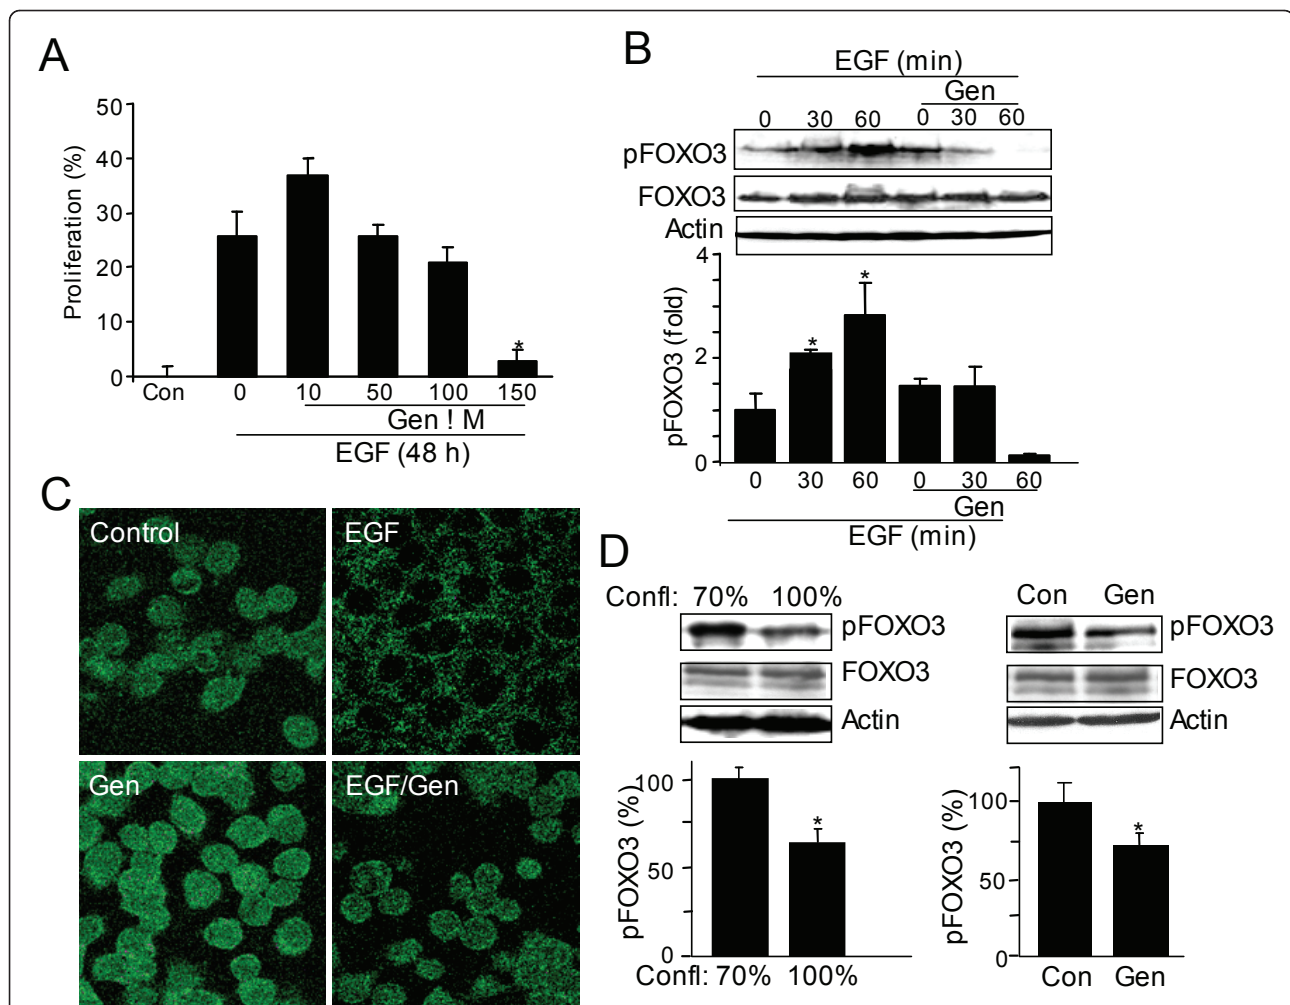 A
50
40
30
20
10
0
Proliferation (%)
*
Con 0 10 50 100 150
Gen ! M
EGF (48 h)
B
EGF (min)
Gen
0 30 60 0 30 60
pFOXO3
FOXO3
Actin
4
2
0
pFOXO3 (fold)
* *
0 30 60 0 30 60
Gen
EGF (min)
C
Control
EGF
Gen
EGF/Gen
D
Confl: 70% 100%
pFOXO3
FOXO3
Actin
100
50
0
pFOXO3 (%)
*
Confl: 70% 100%
Con Gen
pFOXO3
FOXO3
Actin
100
50
0
pFOXO3 (%)
*
Con Gen